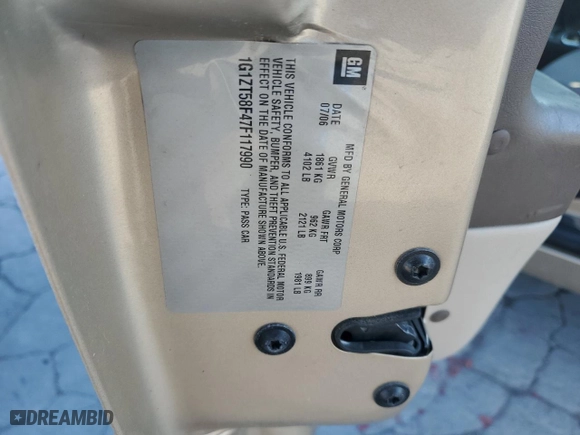 GM
MFD BY GENERAL MOTORS CORP
DATE GVWR GAWR FRT GAWR RR
07/06 1861 KG 962 KG 899 KG
4102 LB 2121 LB 1981 LB
THIS VEHICLE CONFORMS TO ALL APPLICABLE U.S. FEDERAL MOTOR
VEHICLE SAFETY, BUMPER, AND THEFT PREVENTION STANDARDS IN
EFFECT ON THE DATE OF MANUFACTURE SHOWN ABOVE.
1G1ZT58F47F117990 TYPE: PASS CAR
DREAMBID